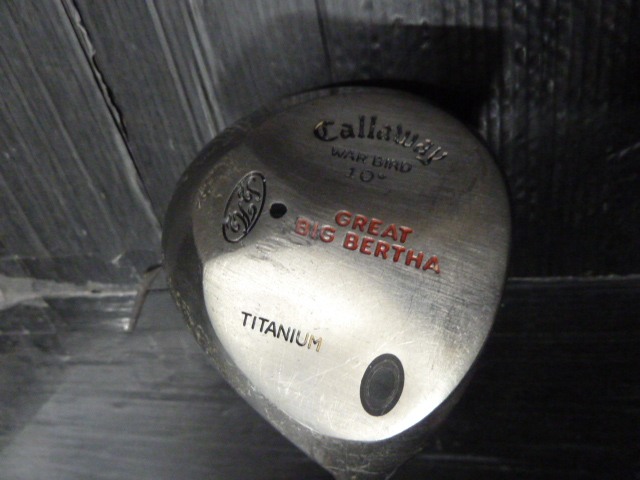 Callaway
WAR BIRD
10°
GREAT
BIG BERTHA
TITANIUM